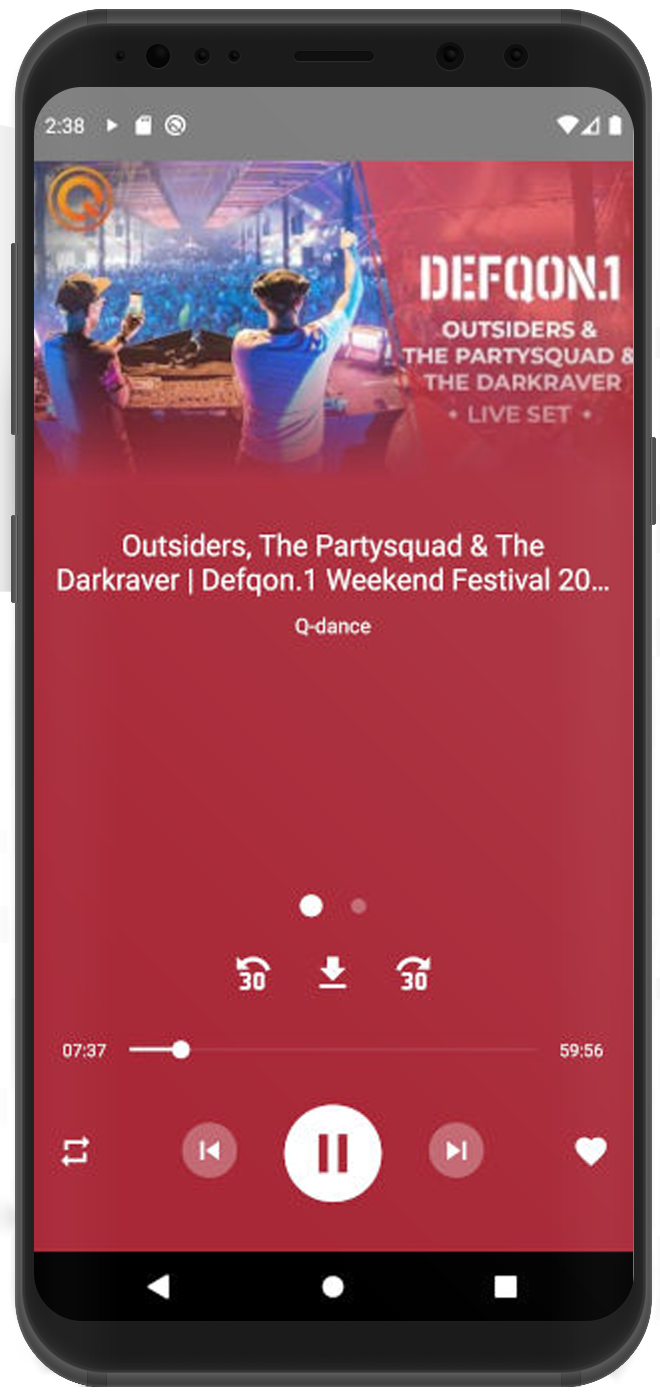 2:38
Q
DEFQON.1
OUTSIDERS &
THE PARTYSQUAD &
THE DARKRAVER
• LIVE SET •
Outsiders, The Partysquad & The
Darkraver | Defqon.1 Weekend Festival 20...
Q-dance
30
30
07:37
59:56